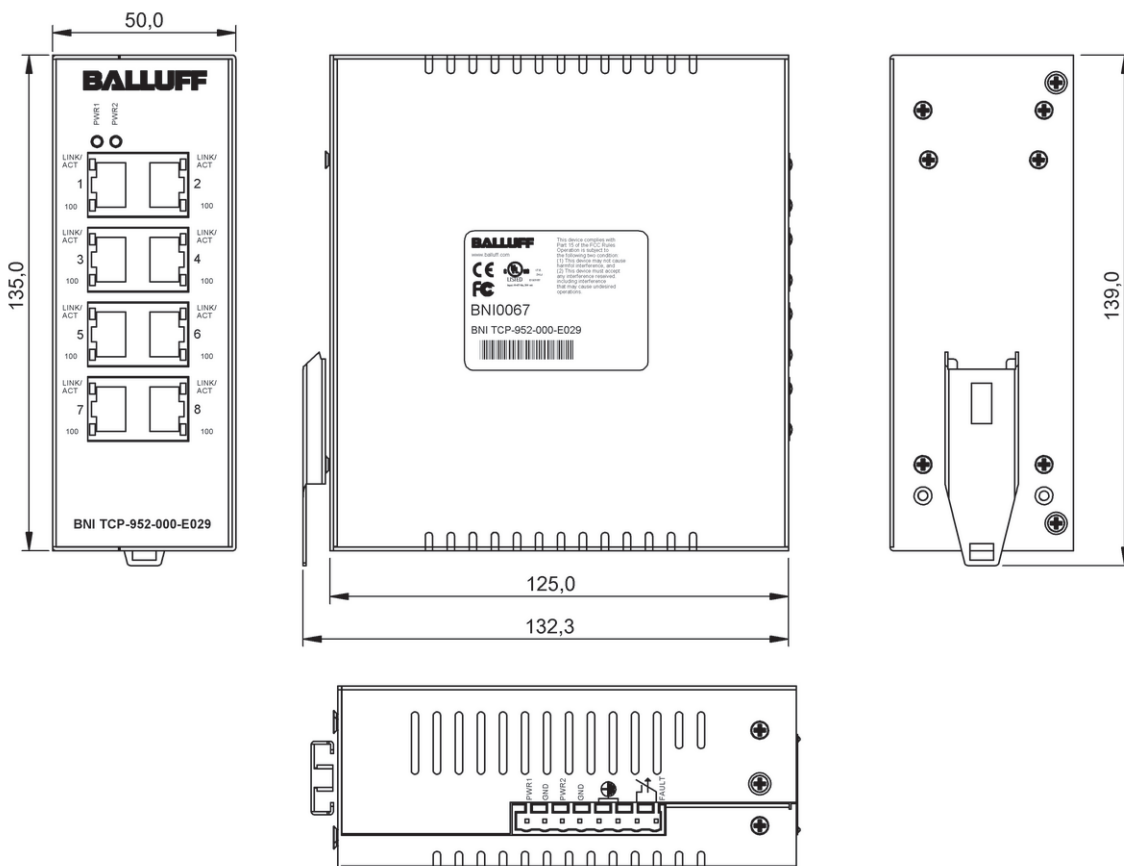 50,0
135,0
BALLUFF
PWR1
PWR2
LINK/
ACT
1
100
LINK/
ACT
2
100
LINK/
ACT
3
100
LINK/
ACT
4
100
LINK/
ACT
5
100
LINK/
ACT
6
100
LINK/
ACT
7
100
LINK/
ACT
8
100
BNI TCP-952-000-E029
BALLUFF
www.balluff.com
CE
UL
LISTED
FC
This device complies with
Part 15 of the FCC Rules.
Operation is subject to
the following two condition:
(1) This device may not cause
harmful interference, and
(2) This device must accept
any interference reseived,
including interference
that may cause undesired
operations.
BNI0067
BNI TCP-952-000-E029
125,0
132,3
139,0
PWR1
GND
PWR2
GND
FAULT